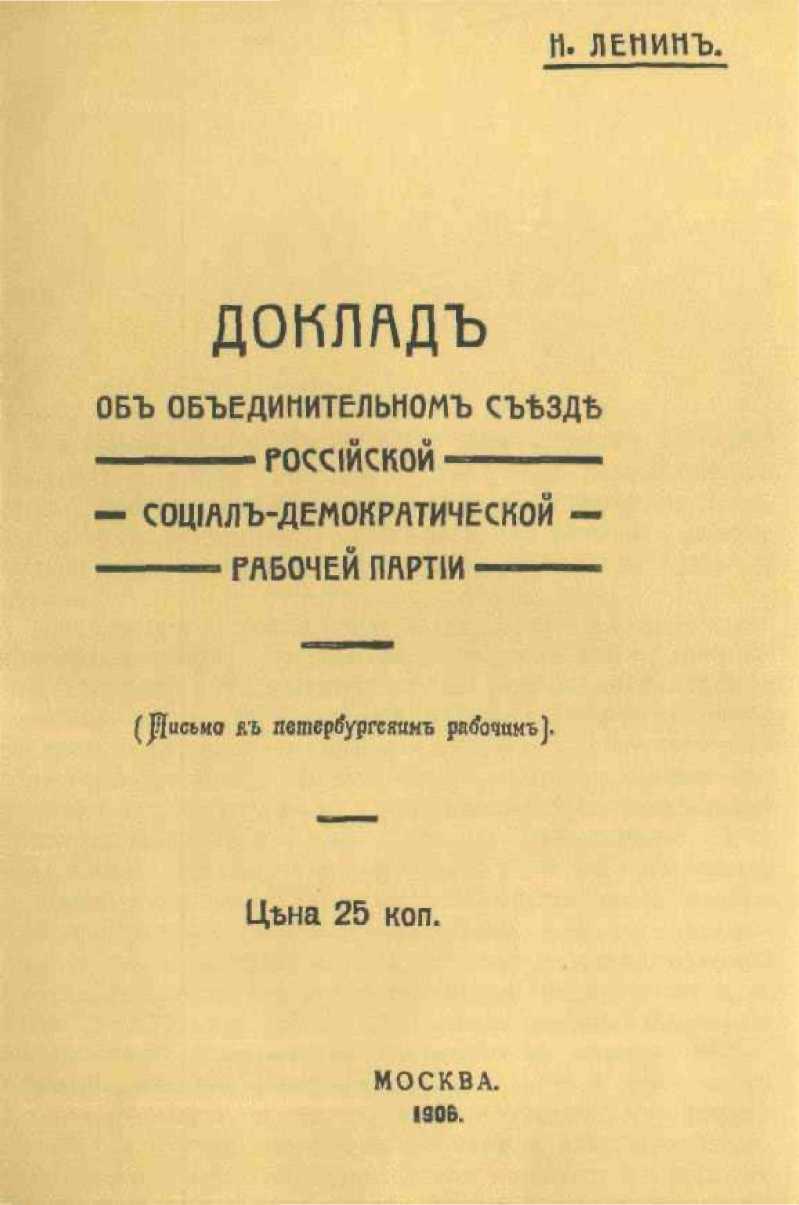 Н. ЛЕНИНЪ.
ДОКЛАДЪ
ОБЪ ОБЪЕДИНИТЕЛЬНОМЪ СЪѢЗДѢ
РОССІЙСКОЙ
СОЦІАЛЪ-ДЕМОКРАТИЧЕСКОЙ
РАБОЧЕЙ ПАРТІИ
(Письмо къ петербургскимъ рабочимъ).
Цѣна 25 коп.
МОСКВА.
1906.